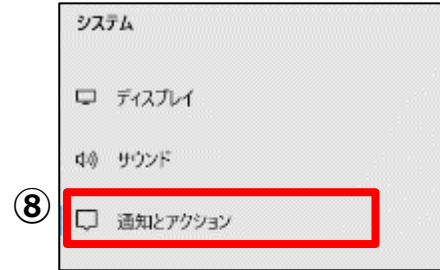 システム
ディスプレイ
サウンド
⑧
通知とアクション